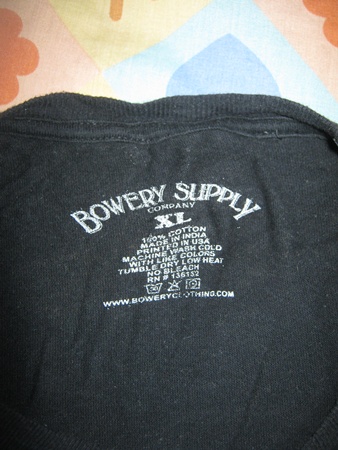 BOWERY SUPPLY
COMPANY
XL
100% COTTON
MADE IN INDIA
PRINTED IN USA
MACHINE WASH COLD
WITH LIKE COLORS
TUMBLE DRY LOW HEAT
NO BLEACH
RN # 136132
WWW.BOWERYCLOTHING.COM